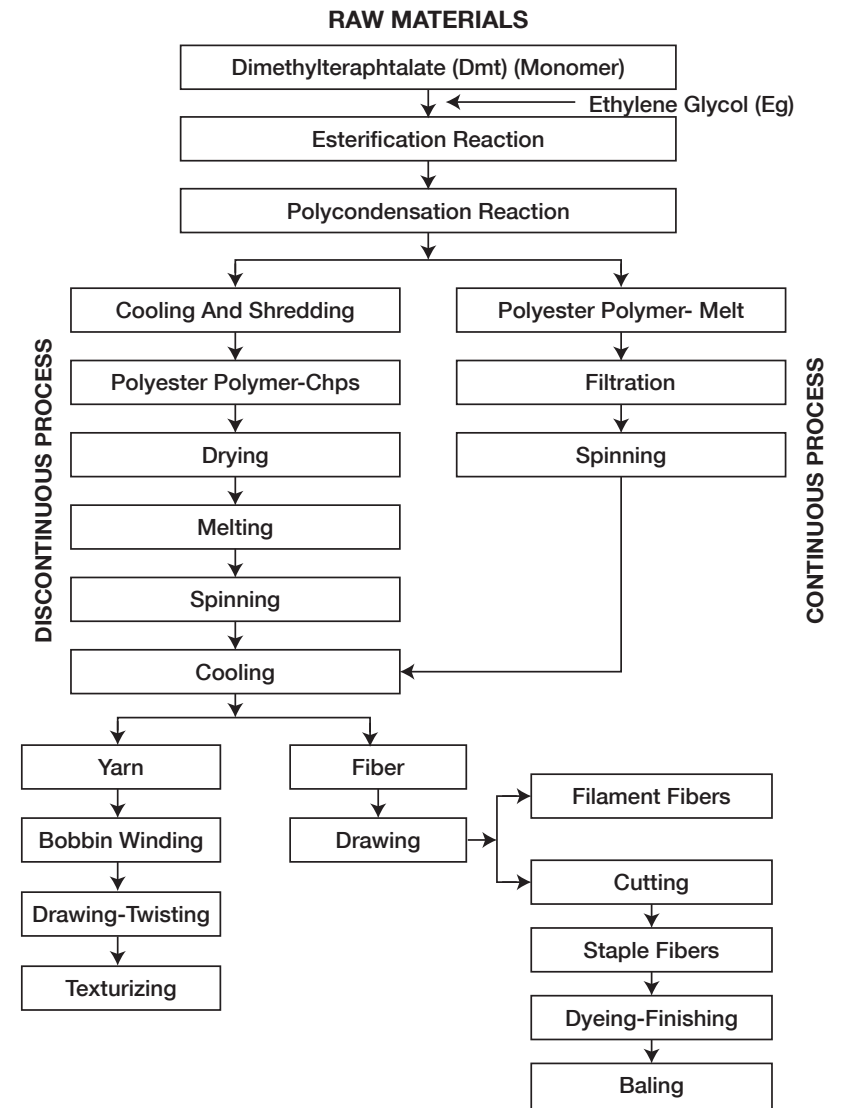 RAW MATERIALS
Dimethylteraphtalate (Dmt) (Monomer)
Ethylene Glycol (Eg)
Esterification Reaction
Polycondensation Reaction
DISCONTINUOUS PROCESS
Cooling And Shredding
Polyester Polymer-Chps
Drying
Melting
Spinning
Cooling
CONTINUOUS PROCESS
Polyester Polymer- Melt
Filtration
Spinning
Yarn
Bobbin Winding
Drawing-Twisting
Texturizing
Fiber
Drawing
Filament Fibers
Cutting
Staple Fibers
Dyeing-Finishing
Baling